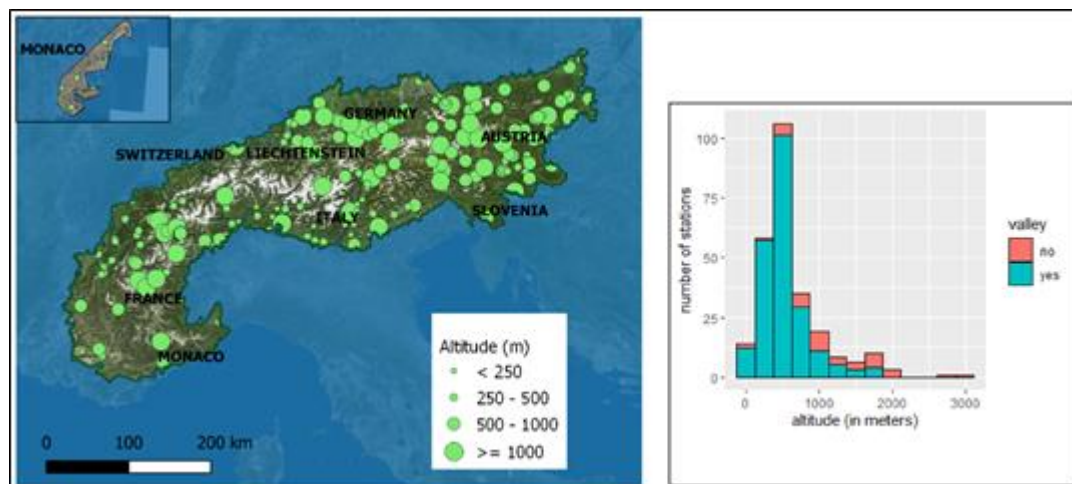 MONACO
GERMANY
AUSTRIA
SWITZERLAND
LIECHTENSTEIN
ITALY
SLOVENIA
FRANCE
MONACO
Altitude (m)
< 250
250 - 500
500 - 1000
>= 1000
0 100 200 km
100
75
50
25
0
number of stations
0 1000 2000 3000
altitude (in meters)
valley
no
yes